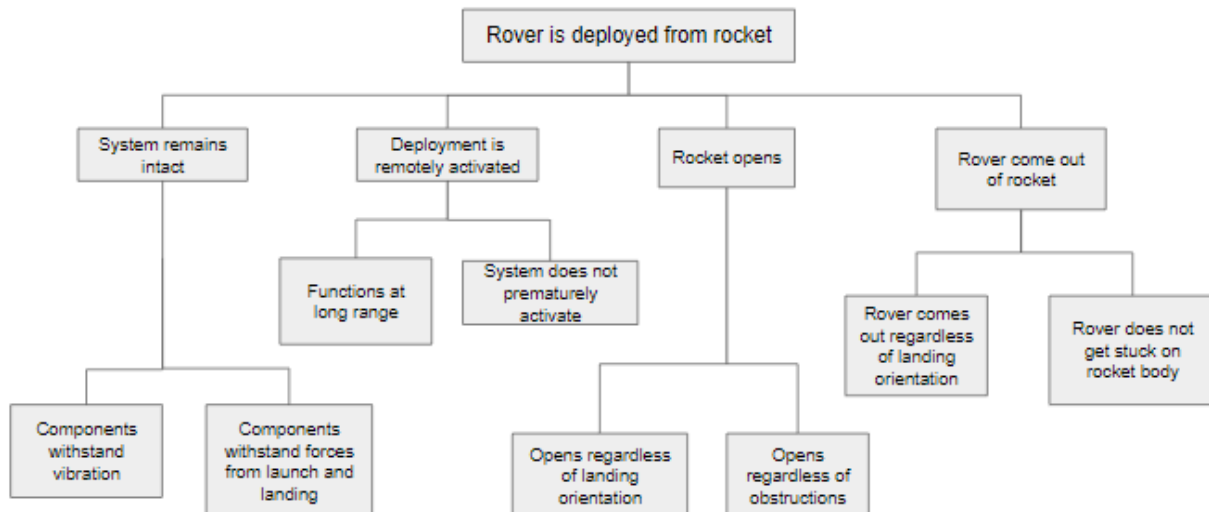 Rover is deployed from rocket
System remains
intact
Deployment is
remotely activated
Rocket opens
Rover come out
of rocket
Functions at
long range
System does not
prematurely
activate
Rover comes
out regardless
of landing
orientation
Rover does not
get stuck on
rocket body
Components
withstand
vibration
Components
withstand forces
from launch and
landing
Opens regardless
of landing
orientation
Opens
regardless of
obstructions